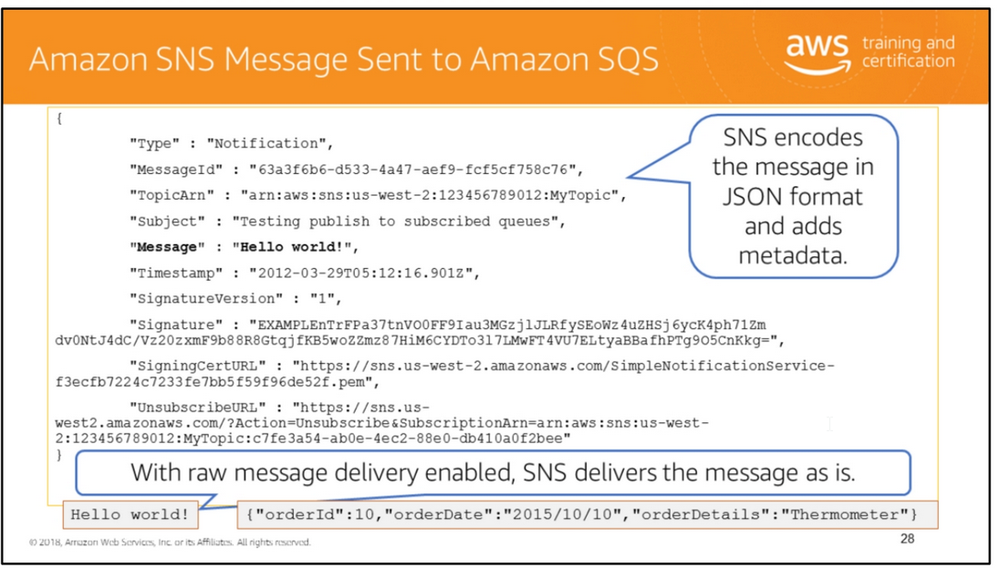 Amazon SNS Message Sent to Amazon SQS
aws training and
certification
{
"Type" : "Notification",
"MessageId" : "63a3f6b6-d533-4a47-aef9-fcf5cf758c76",
"TopicArn" : "arn:aws:sns:us-west-2:123456789012:MyTopic",
"Subject" : "Testing publish to subscribed queues",
"Message" : "Hello world!",
"Timestamp" : "2012-03-29T05:12:16.901Z",
"SignatureVersion" : "1",
"Signature" : "EXAMPLEnTrFPa37tnVO0FF9Iau3MGzjlJLRfySEoWz4uZHSj6ycK4ph71Zm
dv0NtJ4dC/Vz20zxmF9b88R8GtqjfKB5woZZmz87HiM6CYDTo3l7LMwFT4VU7ELtyaBBafhPTg9O5CnKkg=",
"SigningCertURL" : "https://sns.us-west-2.amazonaws.com/SimpleNotificationService-
f3ecfb7224c7233fe7bb5f59f96de52f.pem",
"UnsubscribeURL" : "https://sns.us-
west2.amazonaws.com/?Action=Unsubscribe&SubscriptionArn=arn:aws:sns:us-west-
2:123456789012:MyTopic:c7fe3a54-ab0e-4ec2-88e0-db410a0f2bee"
}
SNS encodes
the message in
JSON format
and adds
metadata.
With raw message delivery enabled, SNS delivers the message as is.
Hello world!
{"orderId":10,"orderDate":"2015/10/10","orderDetails":"Thermometer"}
© 2018, Amazon Web Services, Inc. or its Affiliates. All rights reserved.
28